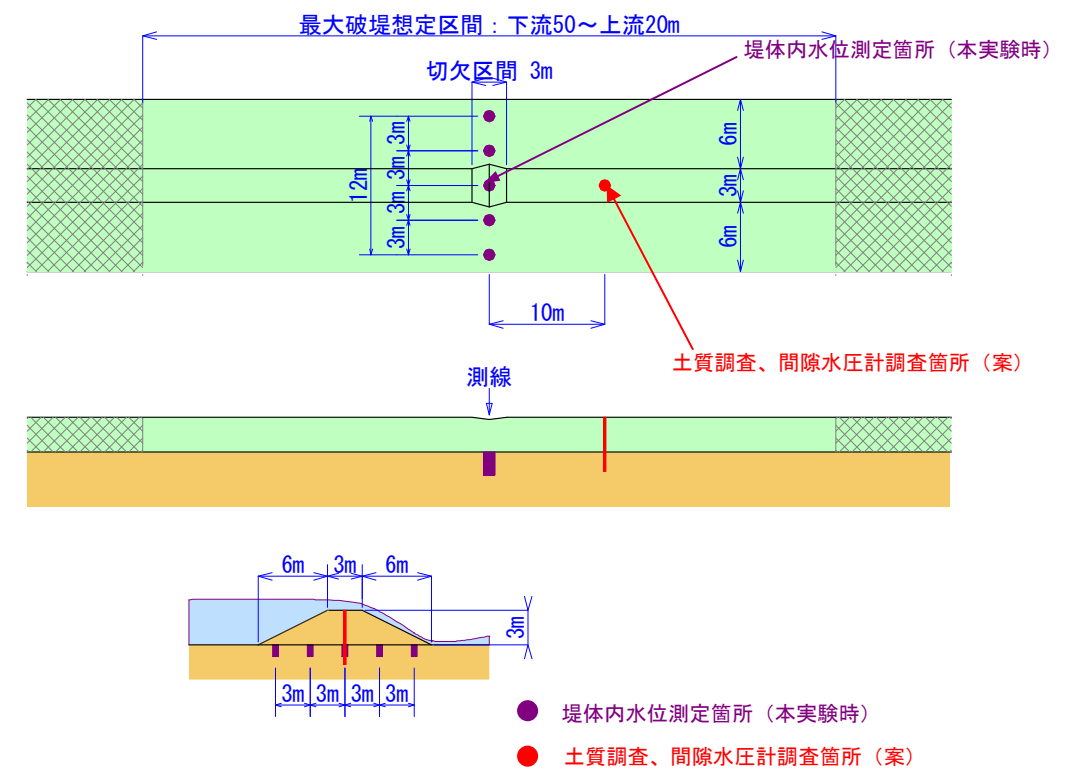 最大破堤想定区間：下流50～上流20m
堤体内水位測定箇所（本実験時）
切欠区間 3m
3m
3m
3m
3m
12m
6m
3m
6m
10m
土質調査、間隙水圧計調査箇所（案）
測線
6m
3m
6m
3m
3m
3m
3m
3m
堤体内水位測定箇所（本実験時）
土質調査、間隙水圧計調査箇所（案）